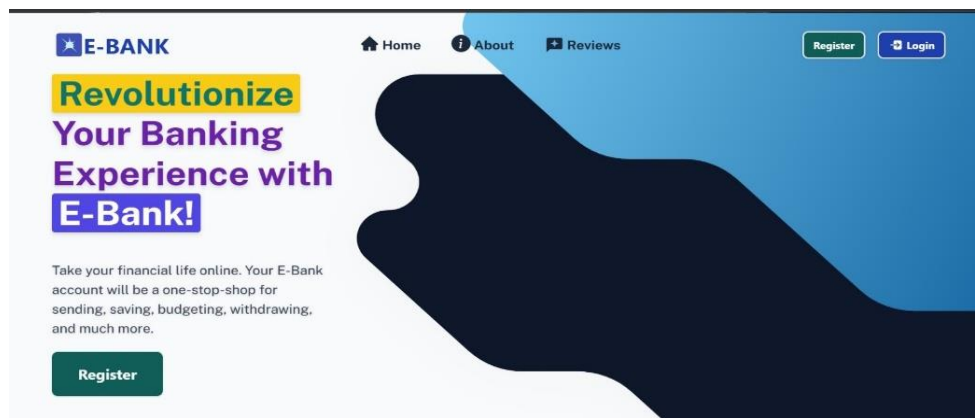 E-BANK
Home
About
Reviews
Register
Login
Revolutionize
Your Banking
Experience with
E-Bank!
Take your financial life online. Your E-Bank
account will be a one-stop-shop for
sending, saving, budgeting, withdrawing,
and much more.
Register